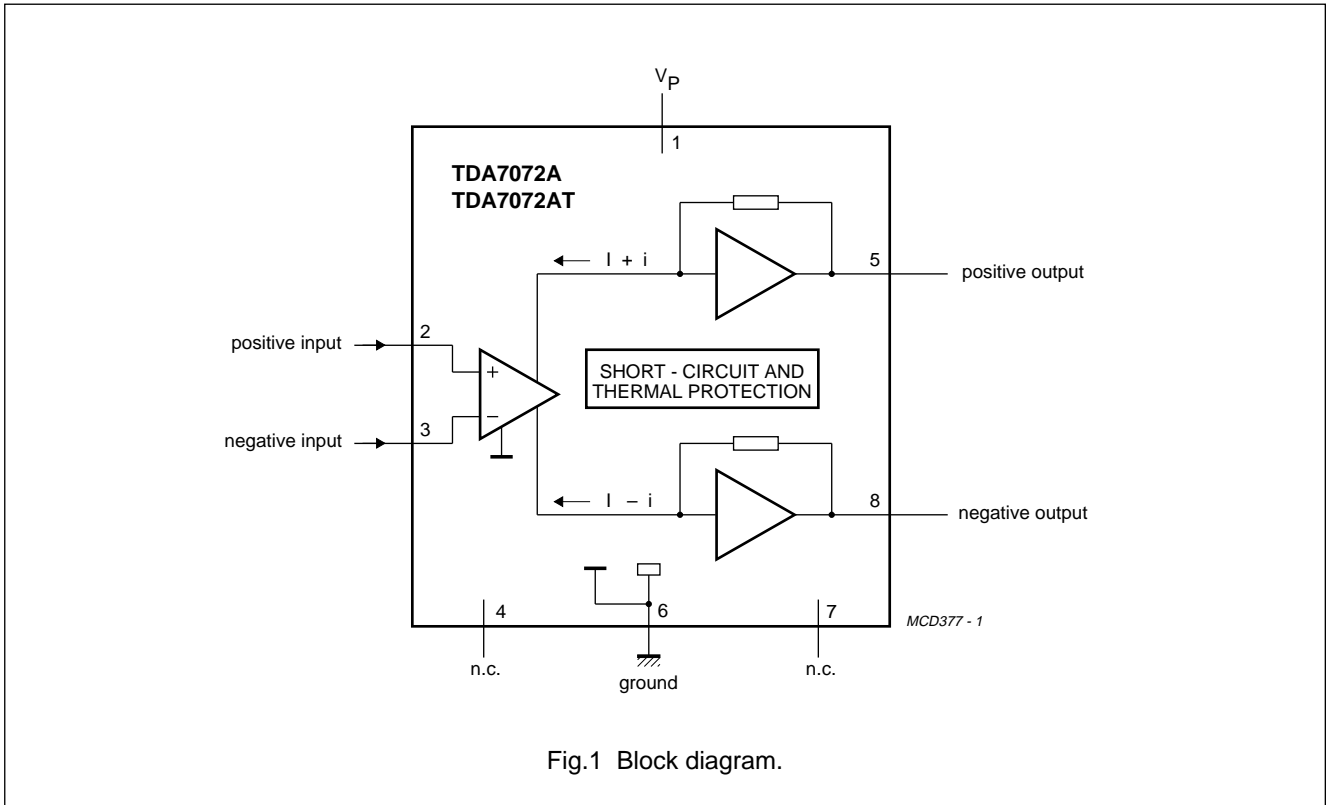 VP
1
TDA7072A
TDA7072AT
I + i
5
positive output
positive input
2
+
SHORT - CIRCUIT AND
THERMAL PROTECTION
−
3
negative input
I − i
8
negative output
4
6
7
MCD377 - 1
n.c.
ground
n.c.
Fig.1 Block diagram.